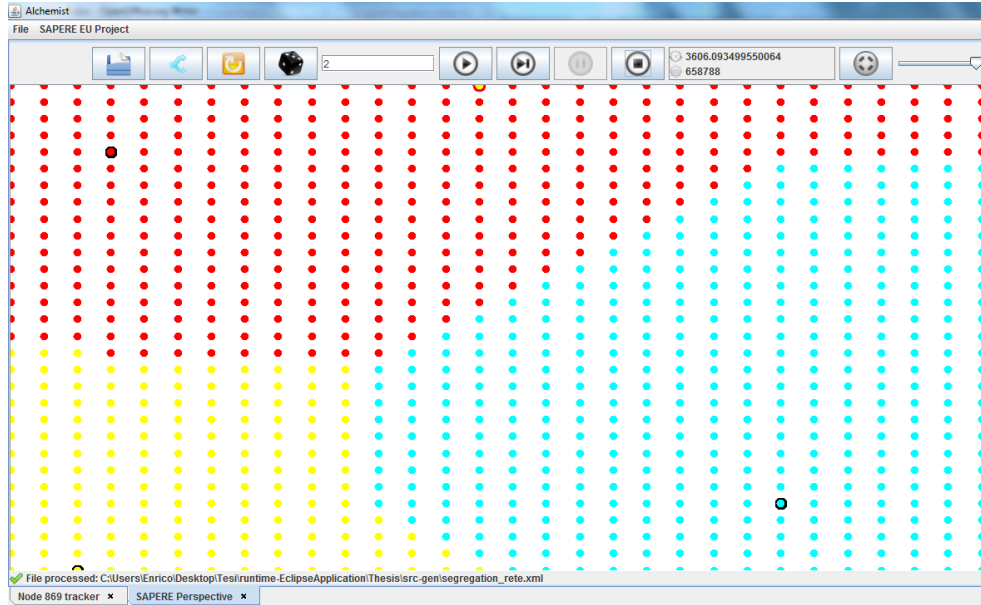 Alchemist
File SAPERE EU Project
2
3606.093499550064
658788
File processed: C:\Users\Enrico\Desktop\Tesi\runtime-EclipseApplication\Thesis\src-gen\segregation_rete.xml
Node 869 tracker × SAPERE Perspective ×